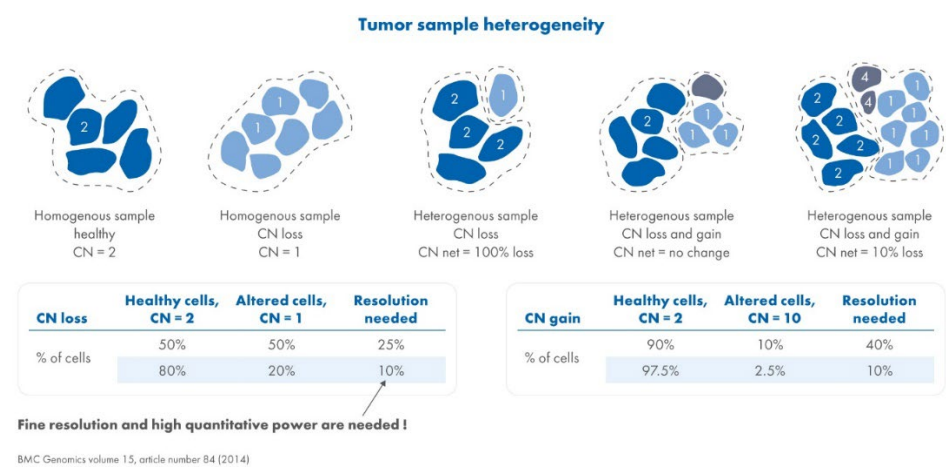 Tumor sample heterogeneity
2
1
1
2
1
2
2
2
1
1
1
4
4
2
2
2
2
2
1
1
1
1
1
1
1
1
Homogenous sample
healthy
CN = 2
Homogenous sample
CN loss
CN = 1
Heterogenous sample
CN loss
CN net = 100% loss
Heterogenous sample
CN loss and gain
CN net = no change
Heterogenous sample
CN loss and gain
CN net = 10% loss
CN loss Healthy cells, CN = 2 Altered cells, CN = 1 Resolution needed
% of cells 50% 50% 25%
80% 20% 10%
CN gain Healthy cells, CN = 2 Altered cells, CN = 10 Resolution needed
% of cells 90% 10% 40%
97.5% 2.5% 10%
Fine resolution and high quantitative power are needed !
BMC Genomics volume 15, article number 84 (2014)